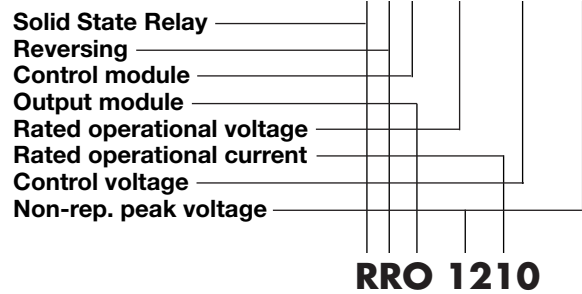 Solid State Relay
Reversing
Control module
Output module
Rated operational voltage
Rated operational current
Control voltage
Non-rep. peak voltage
RRO 1210